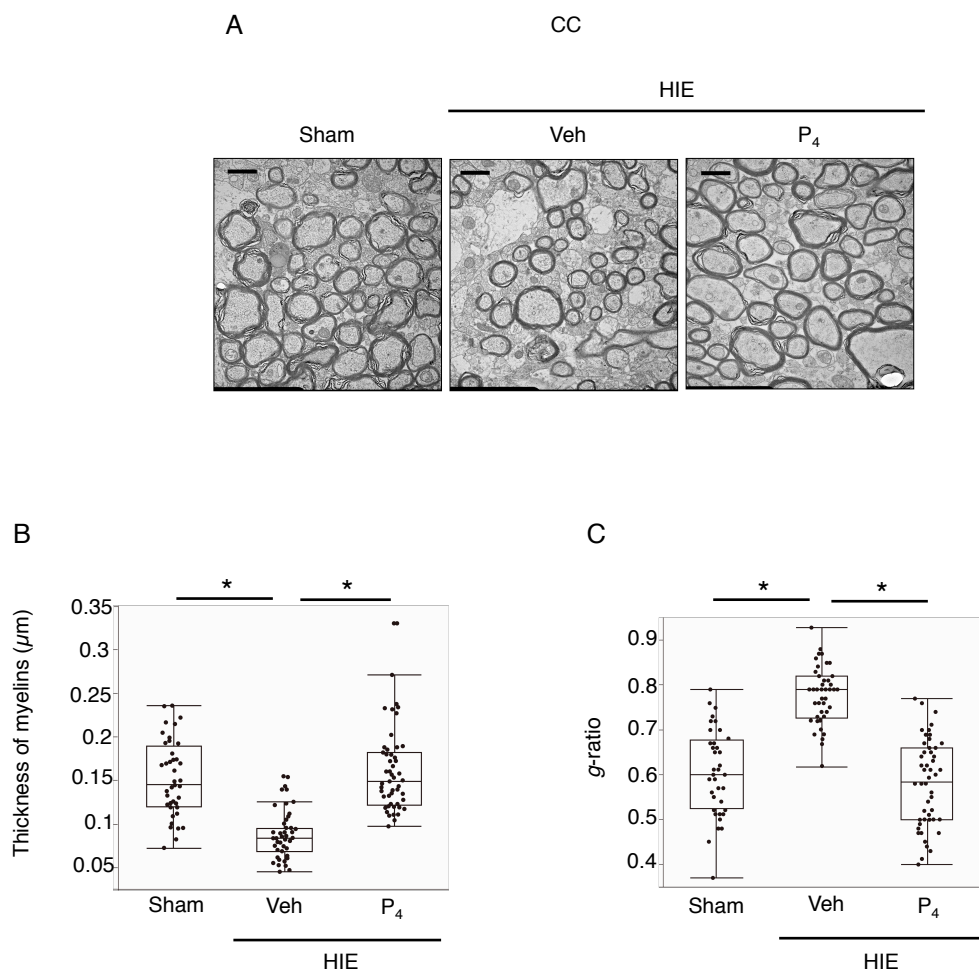 A
CC
HIE
Sham
Veh
P₄
B
C
*
*
*
*
Thickness of myelins (µm)
0.35
0.3
0.25
0.2
0.15
0.1
0.05
Sham
Veh
P₄
HIE
g-ratio
0.9
0.8
0.7
0.6
0.5
0.4
Sham
Veh
P₄
HIE